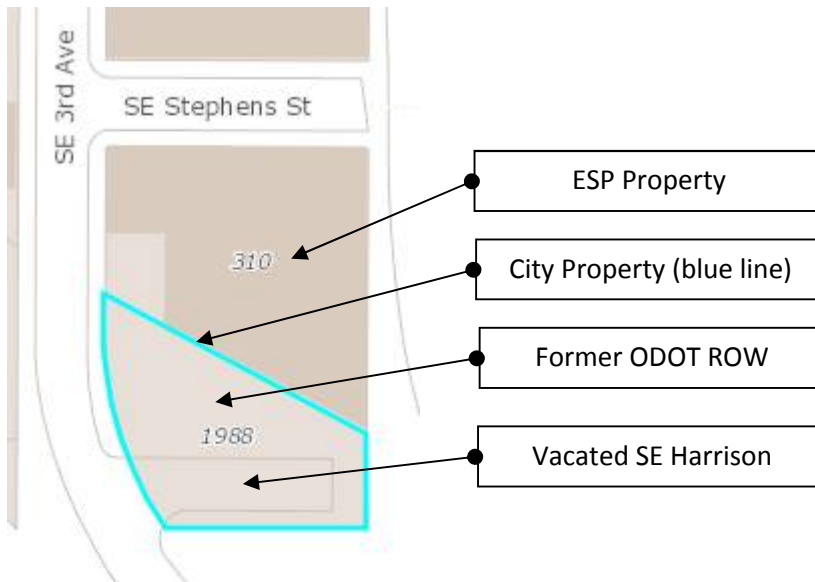 SE 3rd Ave
SE Stephens St
ESP Property
310
City Property (blue line)
Former ODOT ROW
1988
Vacated SE Harrison